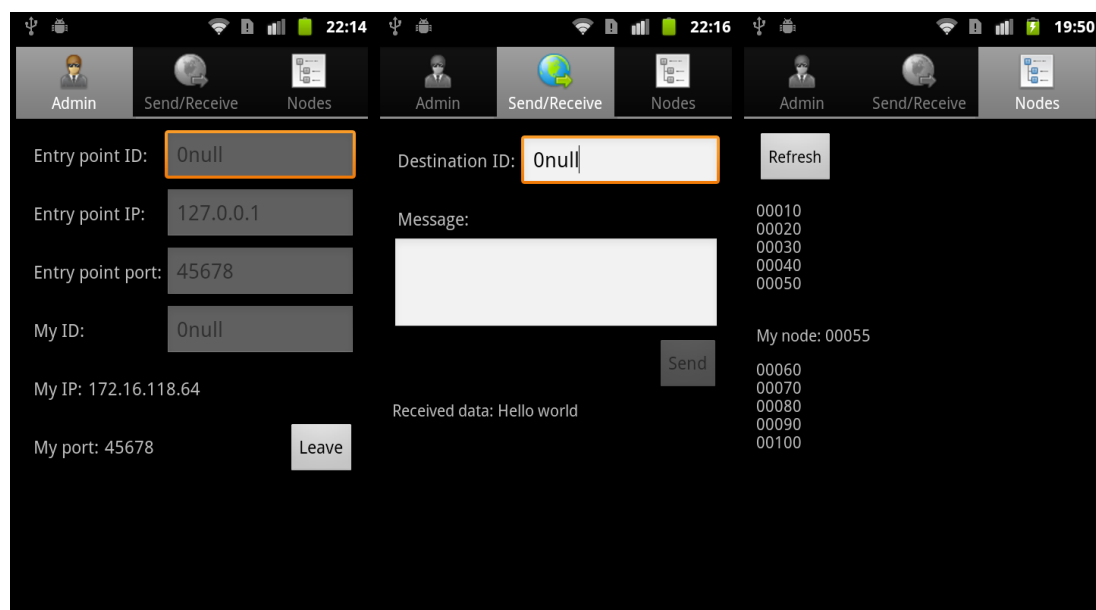 22:14
Admin
Send/Receive
Nodes
Entry point ID: 0null
Entry point IP: 127.0.0.1
Entry point port: 45678
My ID: 0null
My IP: 172.16.118.64
My port: 45678
Leave
22:16
Admin
Send/Receive
Nodes
Destination ID: 0null
Message:
Send
Received data: Hello world
19:50
Admin
Send/Receive
Nodes
Refresh
00010
00020
00030
00040
00050
My node: 00055
00060
00070
00080
00090
00100